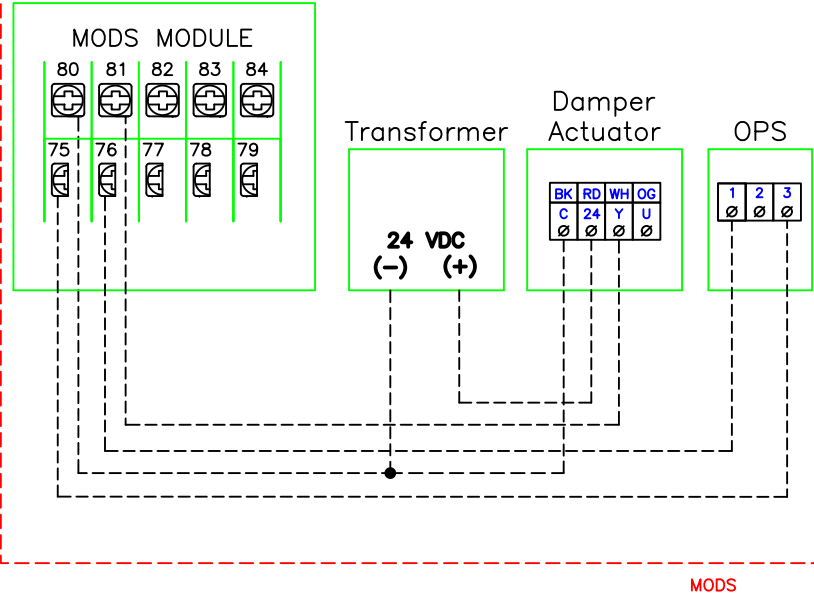 MODS MODULE
80 81 82 83 84
75 76 77 78 79
Transformer
24 VDC
(-) (+)
Damper
Actuator
BK RD WH OG
C 24 Y U
OPS
1 2 3
MODS